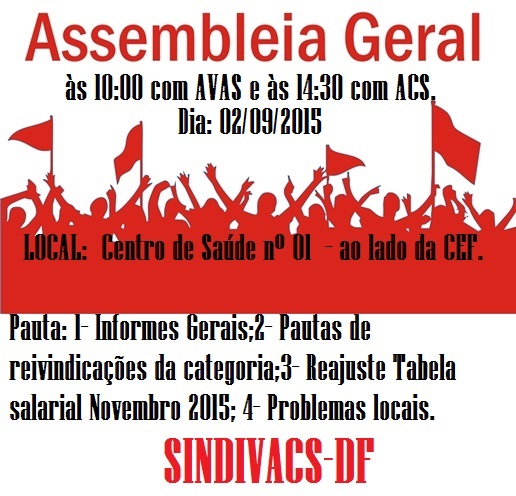 Assembleia Geral
às 10:00 com AVAS e às 14:30 com ACS.
Dia: 02/09/2015
LOCAL: Centro de Saúde nº 01 - ao lado da CEF.
Pauta: 1- Informes Gerais;2- Pautas de
reivindicações da categoria;3- Reajuste Tabela
salarial Novembro 2015; 4- Problemas locais.
SINDIVACS-DF